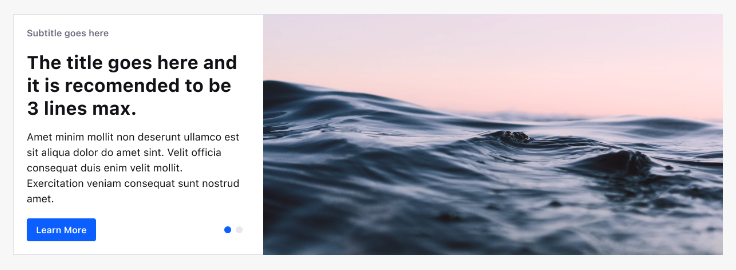 Subtitle goes here
The title goes here and
it is recomended to be
3 lines max.
Amet minim mollit non deserunt ullamco est
sit aliqua dolor do amet sint. Velit officia
consequat duis enim velit mollit.
Exercitation veniam consequat sunt nostrud
amet.
Learn More